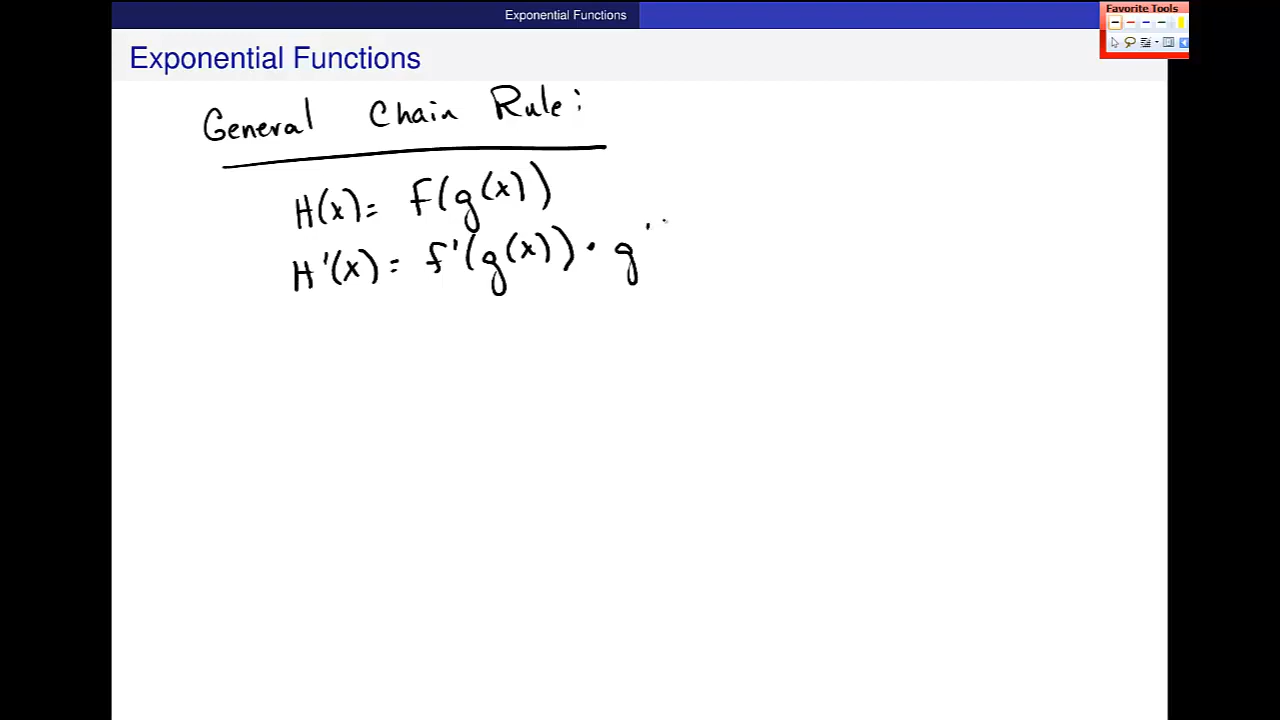 Exponential Functions
Favorite Tools
Exponential Functions
General Chain Rule:
H(x) = f(g(x))
H'(x) = f'(g(x)) · g'